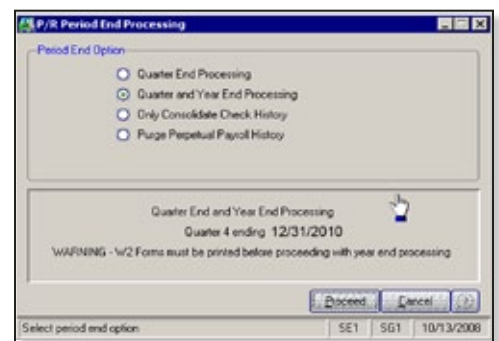 P/R Period End Processing
Period End Option
Quarter End Processing
Quarter and Year End Processing
Only Consolidate Check History
Purge Perpetual Payroll History
Quarter End and Year End Processing
Quarter 4 ending 12/31/2010
WARNING - W2 Forms must be printed before proceeding with year end processing
Proceed Cancel
Select period end option SE1 SG1 10/13/2008